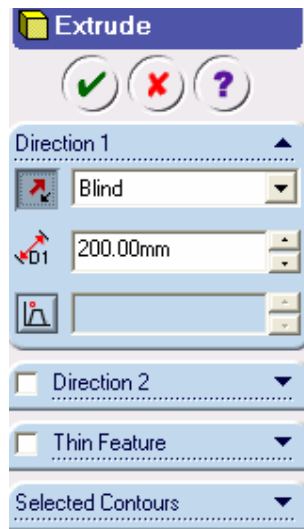 Extrude
?
Direction 1
Blind
D1 200.00mm
Direction 2
Thin Feature
Selected Contours